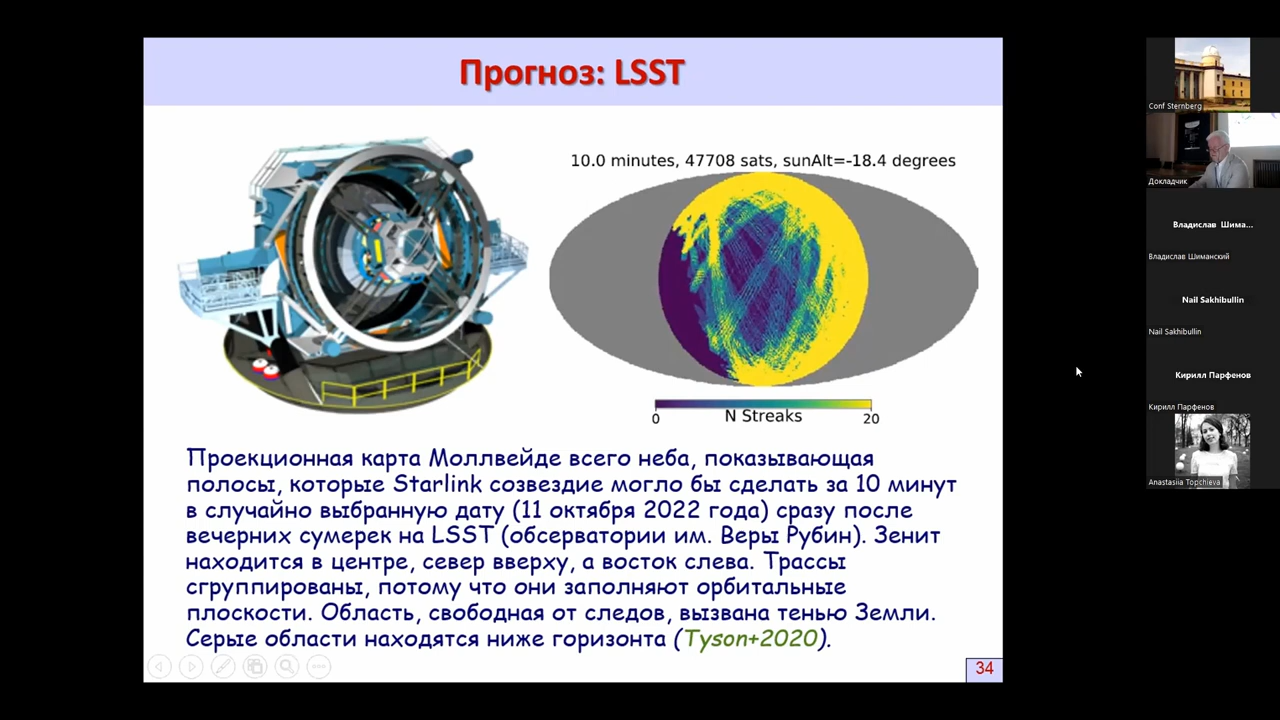 Прогноз: LSST
10.0 minutes, 47708 sats, sunAlt=-18.4 degrees
0
N Streaks
20
Проекционная карта Моллвейде всего неба, показывающая
полосы, которые Starlink созвездие могло бы сделать за 10 минут
в случайно выбранную дату (11 октября 2022 года) сразу после
вечерних сумерек на LSST (обсерватории им. Веры Рубин). Зенит
находится в центре, север вверху, а восток слева. Трассы
сгруппированы, потому что они заполняют орбитальные
плоскости. Область, свободная от следов, вызвана тенью Земли.
Серые области находятся ниже горизонта (Tyson+2020).
34
Conf Sternberg
Докладчик
Владислав Шима...
Владислав Шиманский
Nail Sakhibullin
Nail Sakhibullin
Кирилл Парфенов
Кирилл Парфенов
Anastasiia Topchieva